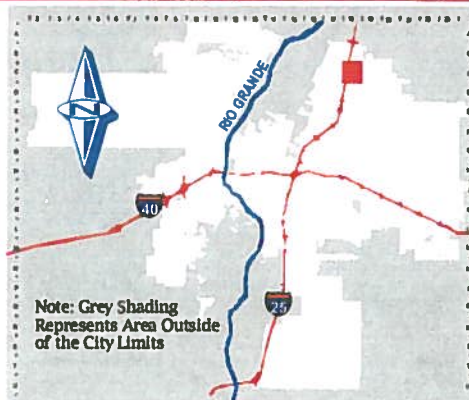 N
RIO GRANDE
40
25
Note: Grey Shading
Represents Area Outside
of the City Limits